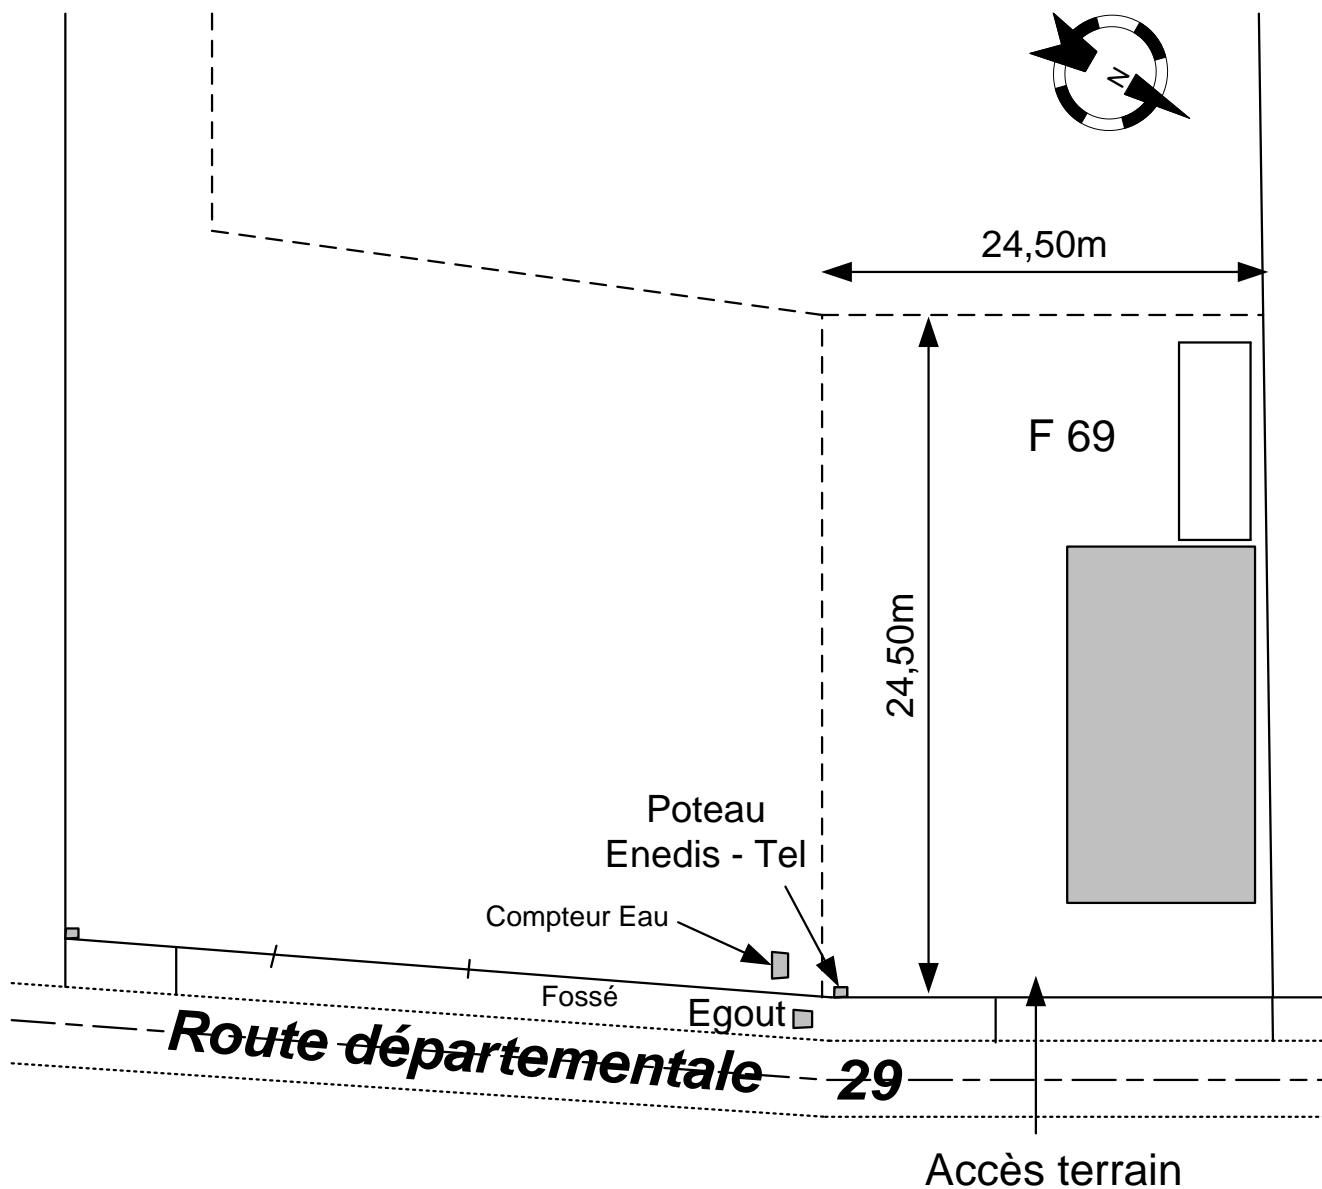 N
24,50m
F 69
24,50m
Poteau
Enedis - Tel
Compteur Eau
Fossé
Egout
Route départementale 29
Accès terrain